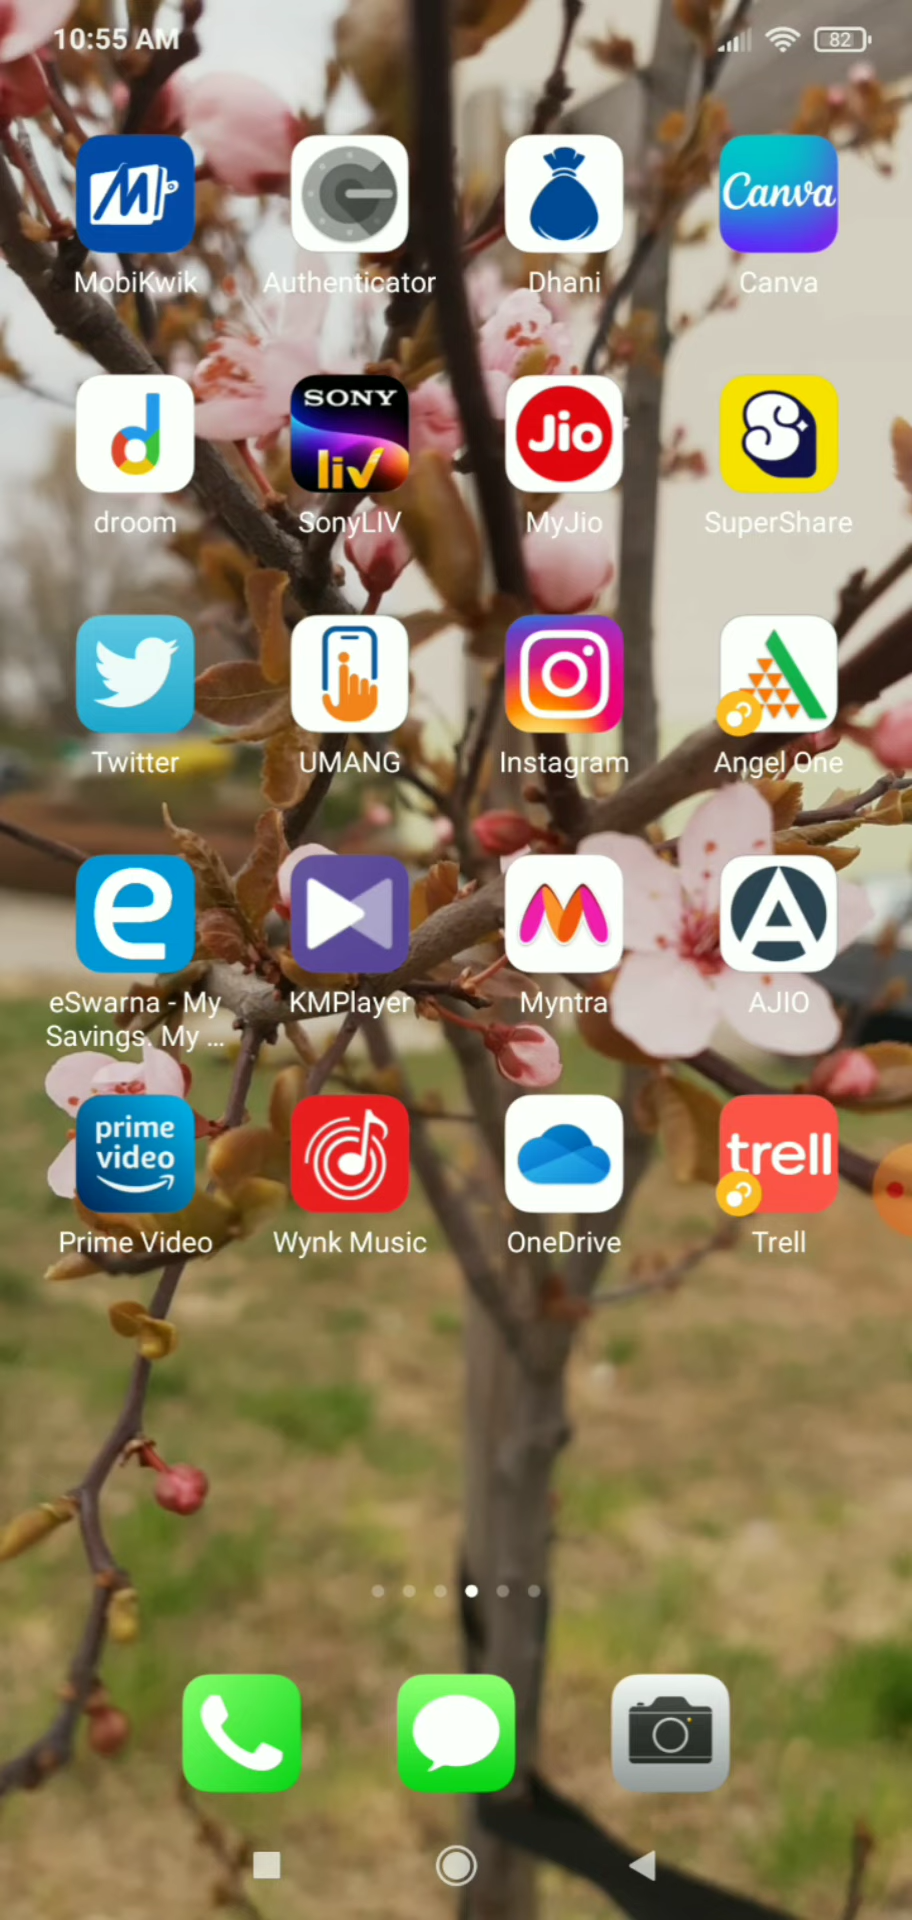 10:55 AM
82
Canva
MobiKwik
Authenticator
Dhani
Canva
SONY
liv
Jio
droom
SonyLIV
MyJio
SuperShare
Twitter
UMANG
Instagram
Angel One
e
eSwarna - My
Savings. My ...
KMPlayer
Myntra
AJIO
prime
video
trell
Prime Video
Wynk Music
OneDrive
Trell